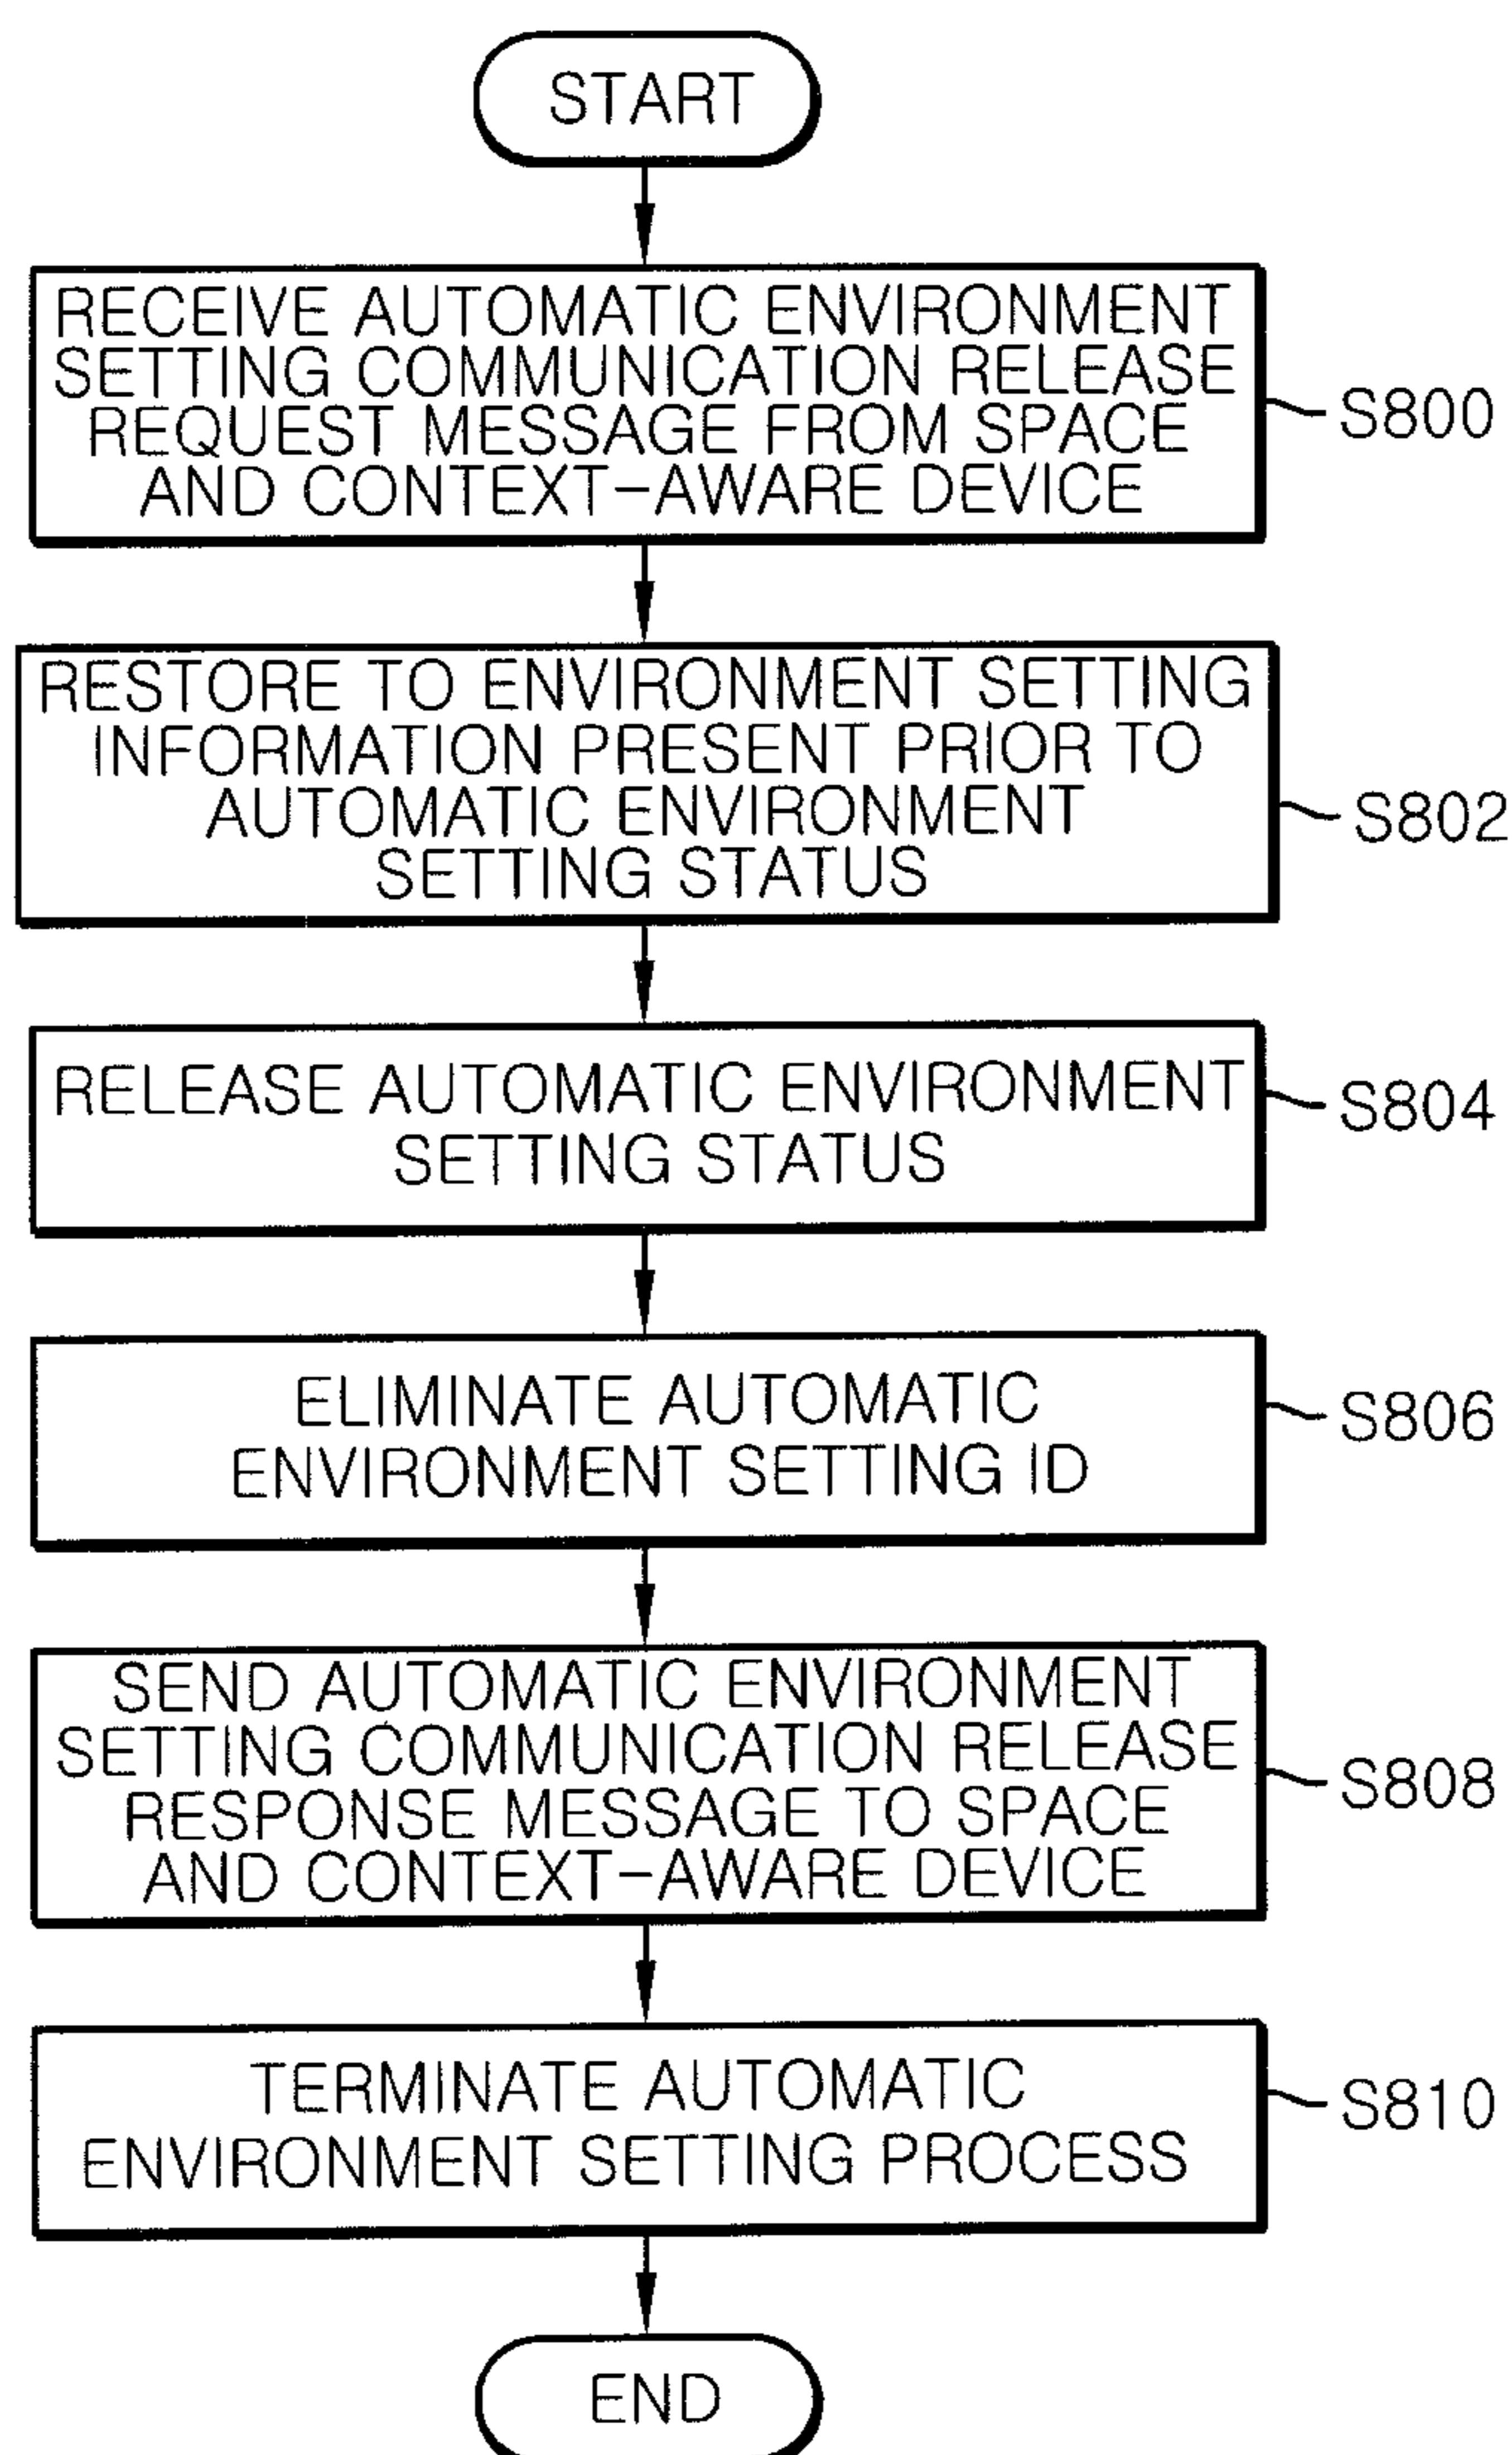 START
RECEIVE AUTOMATIC ENVIRONMENT
SETTING COMMUNICATION RELEASE
REQUEST MESSAGE FROM SPACE
AND CONTEXT-AWARE DEVICE
S800
RESTORE TO ENVIRONMENT SETTING
INFORMATION PRESENT PRIOR TO
AUTOMATIC ENVIRONMENT
SETTING STATUS
S802
RELEASE AUTOMATIC ENVIRONMENT
SETTING STATUS
S804
ELIMINATE AUTOMATIC
ENVIRONMENT SETTING ID
S806
SEND AUTOMATIC ENVIRONMENT
SETTING COMMUNICATION RELEASE
RESPONSE MESSAGE TO SPACE
AND CONTEXT-AWARE DEVICE
S808
TERMINATE AUTOMATIC
ENVIRONMENT SETTING PROCESS
S810
END